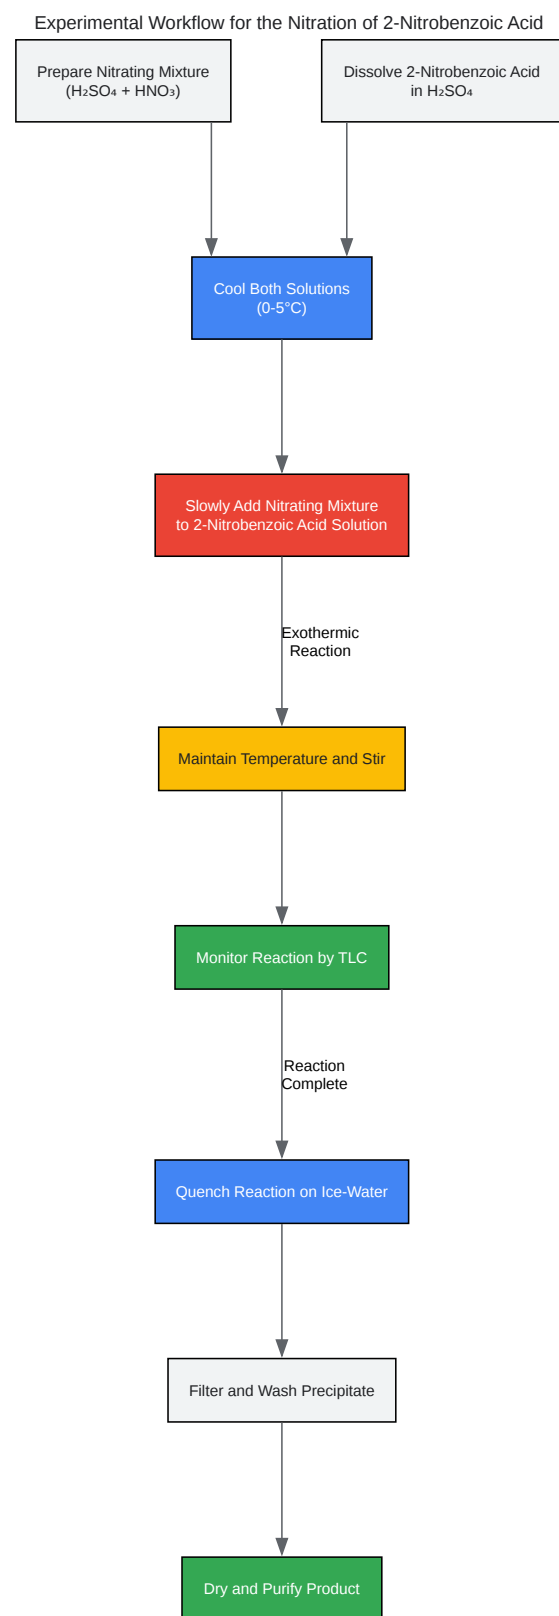 Experimental Workflow for the Nitration of 2-Nitrobenzoic Acid
Prepare Nitrating Mixture
(H₂SO₄ + HNO₃)
Dissolve 2-Nitrobenzoic Acid
in H₂SO₄
Cool Both Solutions
(0-5°C)
Slowly Add Nitrating Mixture
to 2-Nitrobenzoic Acid Solution
Exothermic
Reaction
Maintain Temperature and Stir
Monitor Reaction by TLC
Reaction
Complete
Quench Reaction on Ice-Water
Filter and Wash Precipitate
Dry and Purify Product